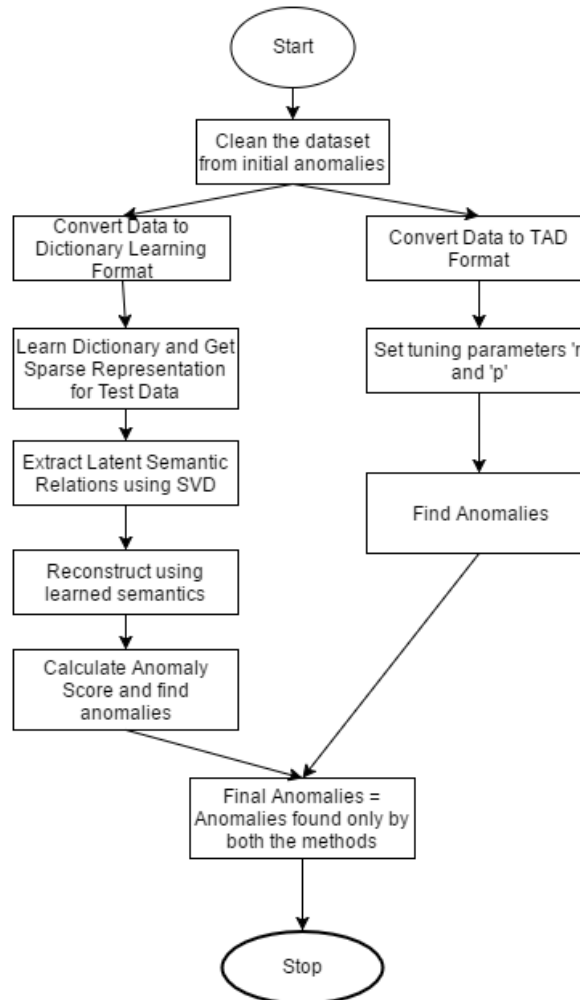 Start
Clean the dataset
from initial anomalies
Convert Data to
Dictionary Learning
Format
Convert Data to TAD
Format
Learn Dictionary and Get
Sparse Representation
for Test Data
Set tuning parameters
and 'p'
Extract Latent Semantic
Relations using SVD
Find Anomalies
Reconstruct using
learned semantics
Calculate Anomaly
Score and find
anomalies
Final Anomalies =
Anomalies found only by
both the methods
Stop